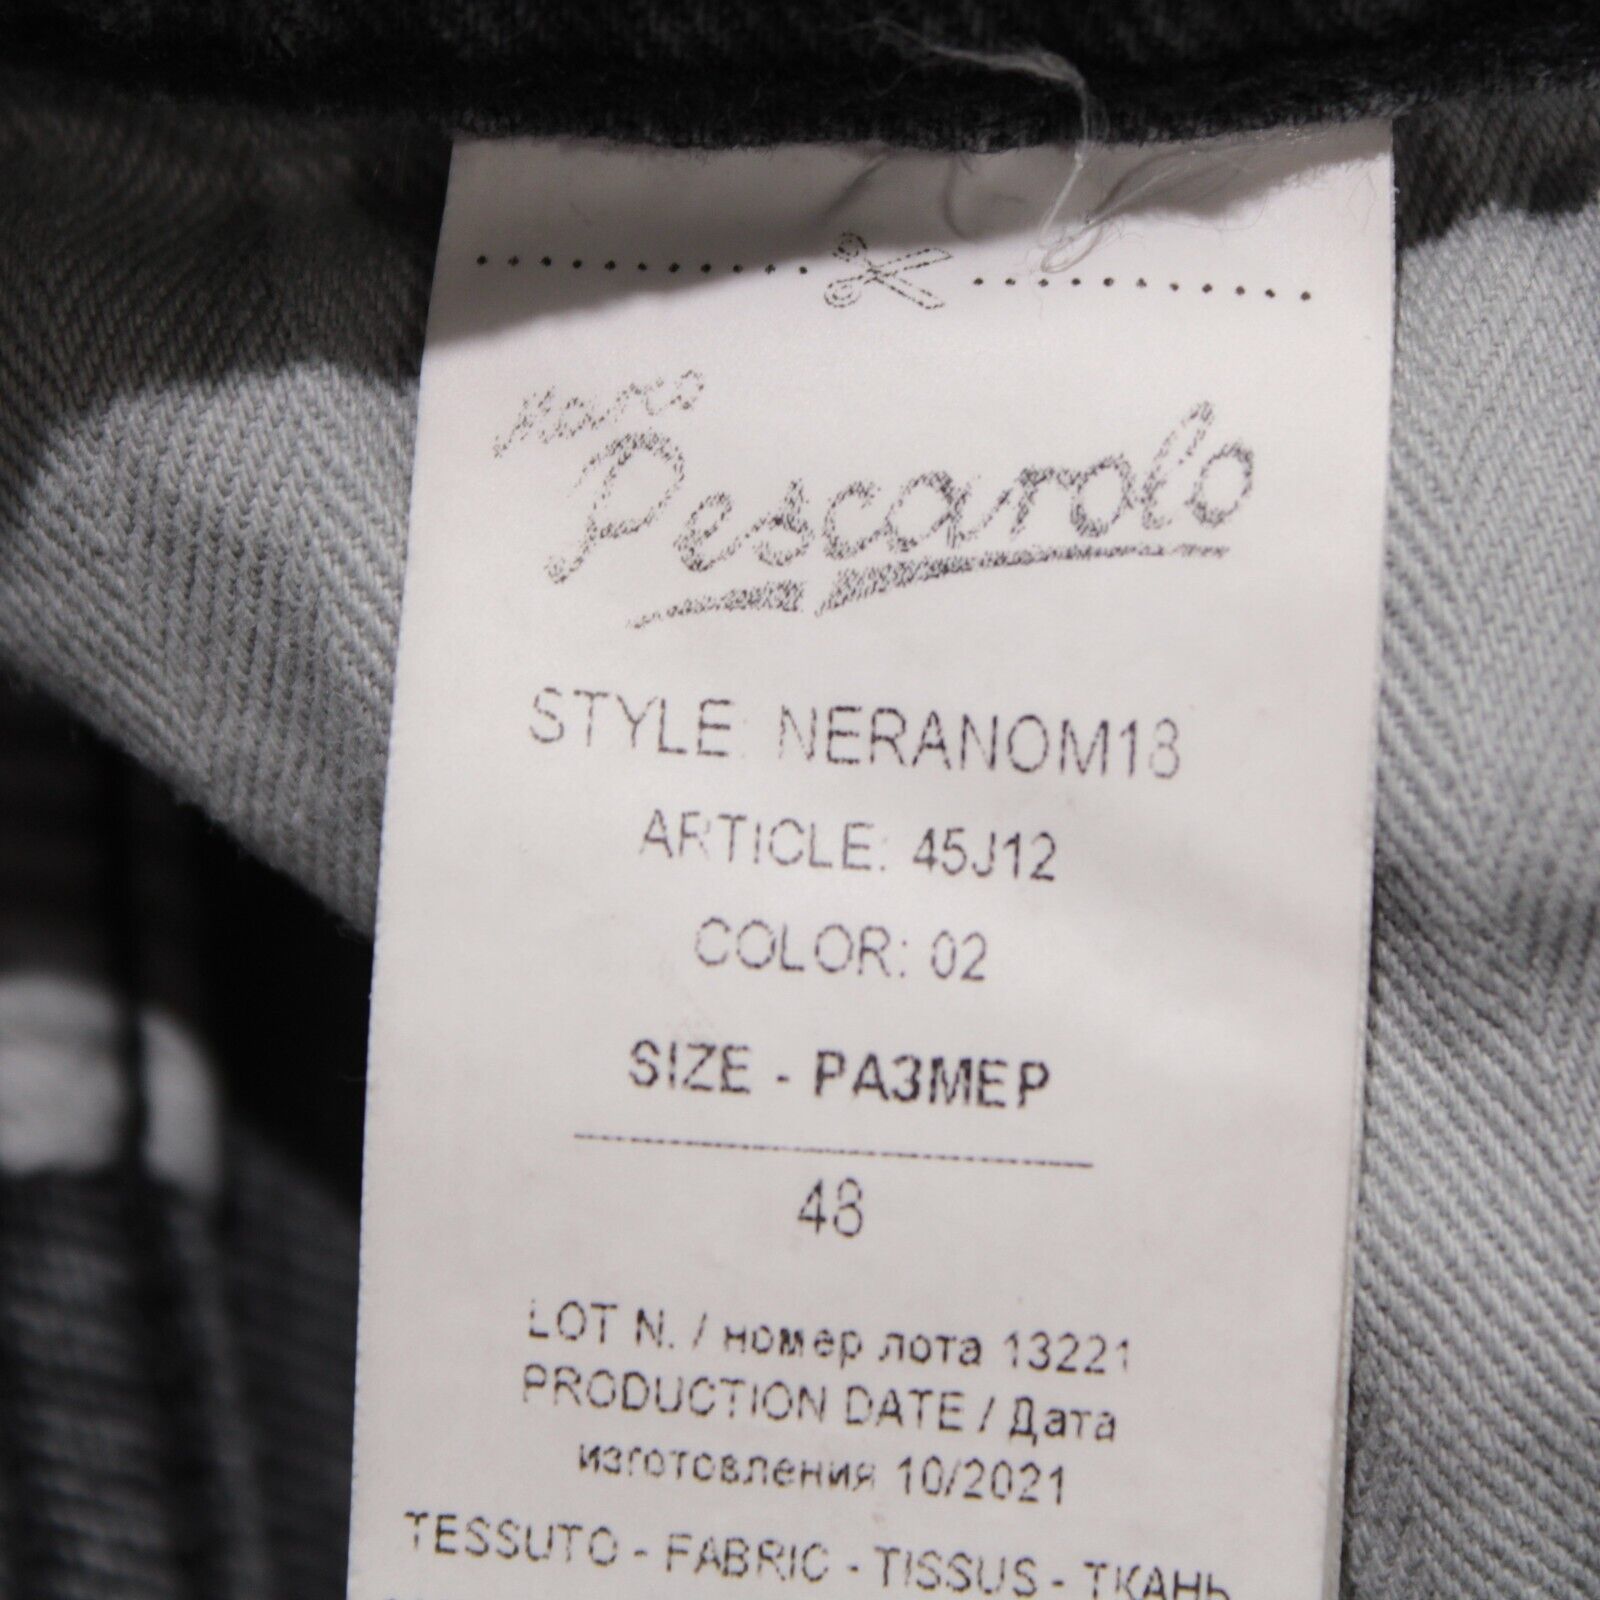 Marco
Pescarolo
STYLE: NERANOM18
ARTICLE: 45J12
COLOR: 02
SIZE - РАЗМЕР
48
LOT N. / номер лота 13221
PRODUCTION DATE / Дата
изготовления 10/2021
TESSUTO - FABRIC - TISSUS - ТКАНЬ